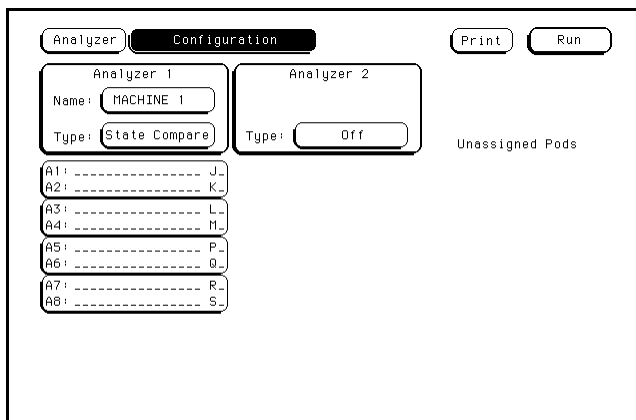 Analyzer Configuration Print Run
Analyzer 1 Analyzer 2
Name: MACHINE 1
Type: State Compare Type: Off
Unassigned Pods
A1: ________________ J_
A2: ________________ K_
A3: ________________ L_
A4: ________________ M_
A5: ________________ P_
A6: ________________ Q_
A7: ________________ R_
A8: ________________ S_